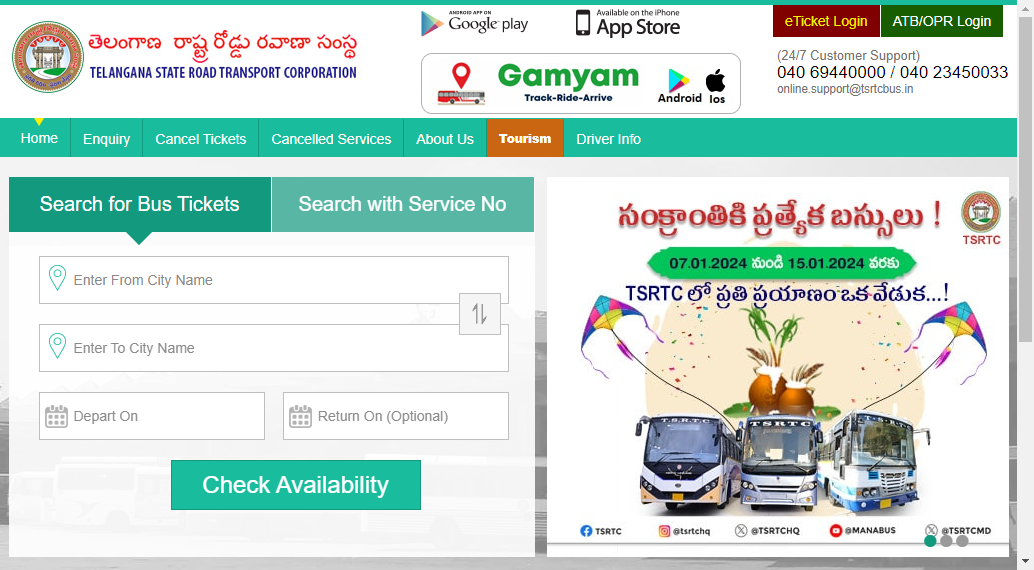 తెలంగాణ రాష్ట్ర రోడ్డు రవాణా సంస్థ
TELANGANA STATE ROAD TRANSPORT CORPORATION
ANDROID APP ON
Google play
Available on the iPhone
App Store
Gamyam
Track-Ride-Arrive
Android
Ios
eTicket Login
ATB/OPR Login
(24/7 Customer Support)
040 69440000 / 040 23450033
online.support@tsrtcbus.in
Home
Enquiry
Cancel Tickets
Cancelled Services
About Us
Tourism
Driver Info
Search for Bus Tickets
Search with Service No
Enter From City Name
Enter To City Name
Depart On
Return On (Optional)
Check Availability
సంక్రాంతికి ప్రత్యేక బస్సులు !
TSRTC
07.01.2024 నుండి 15.01.2024 వరకు
TSRTC లో ప్రతి ప్రయాణం ఒక వేడుక...!
T.S.R.T.C
TSRTC
T.S.R.T.C
TSRTC
@tsrtchq
@TSRTCHQ
@MANABUS
@TSRTCMD